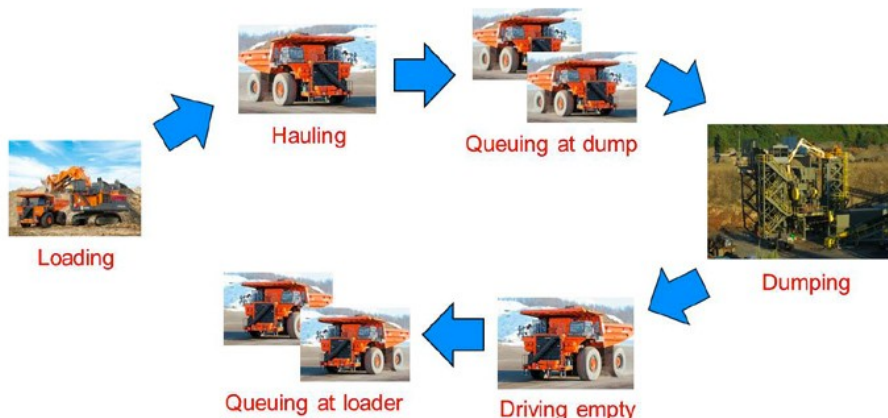 Loading
Hauling
Queuing at dump
Dumping
Driving empty
Queuing at loader